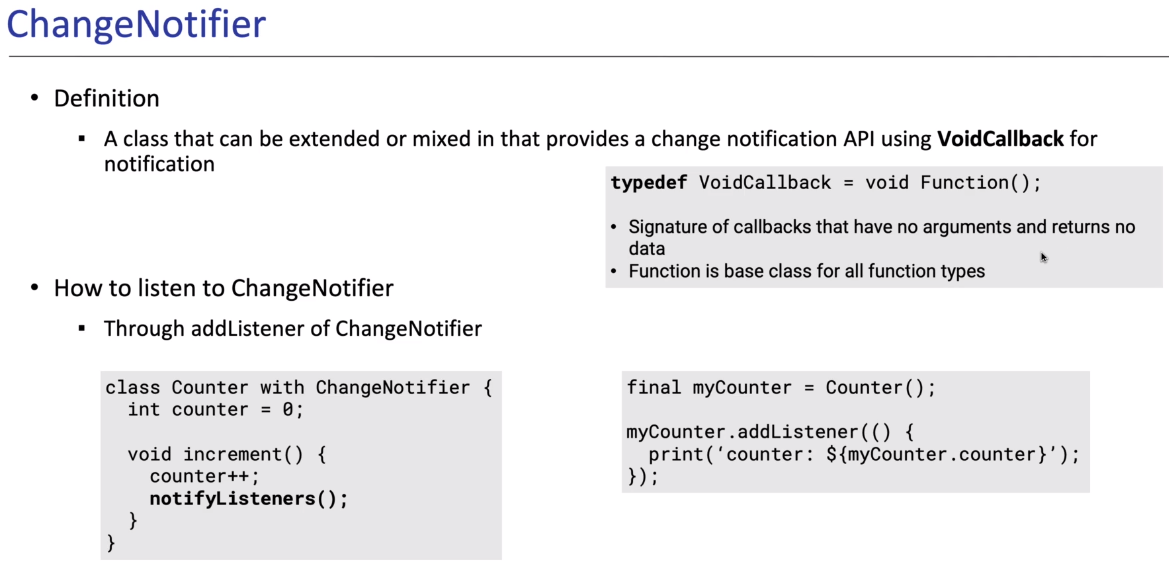 ChangeNotifier
• Definition
▪ A class that can be extended or mixed in that provides a change notification API using VoidCallback for
notification
typedef VoidCallback = void Function();
• Signature of callbacks that have no arguments and returns no
data
• Function is base class for all function types
• How to listen to ChangeNotifier
▪ Through addListener of ChangeNotifier
class Counter with ChangeNotifier {
  int counter = 0;

  void increment() {
    counter++;
    notifyListeners();
  }
}
final myCounter = Counter();

myCounter.addListener(() {
  print(‘counter: ${myCounter.counter}’);
});